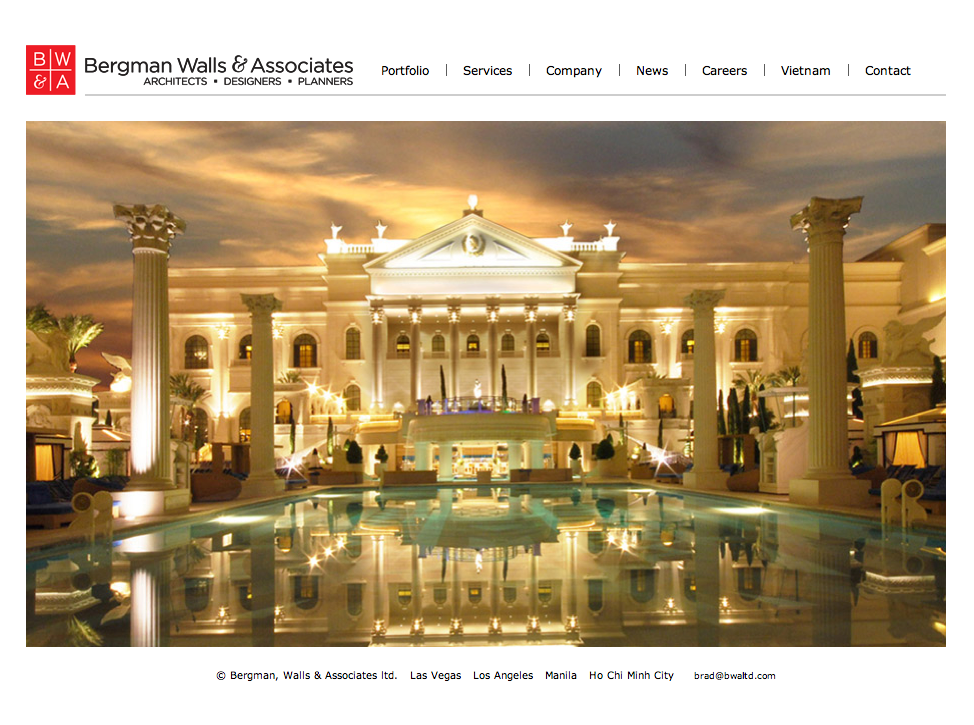 B W
& A
Bergman Walls & Associates
ARCHITECTS • DESIGNERS • PLANNERS
Portfolio | Services | Company | News | Careers | Vietnam | Contact
© Bergman, Walls & Associates ltd. Las Vegas Los Angeles Manila Ho Chi Minh City brad@bwaltd.com